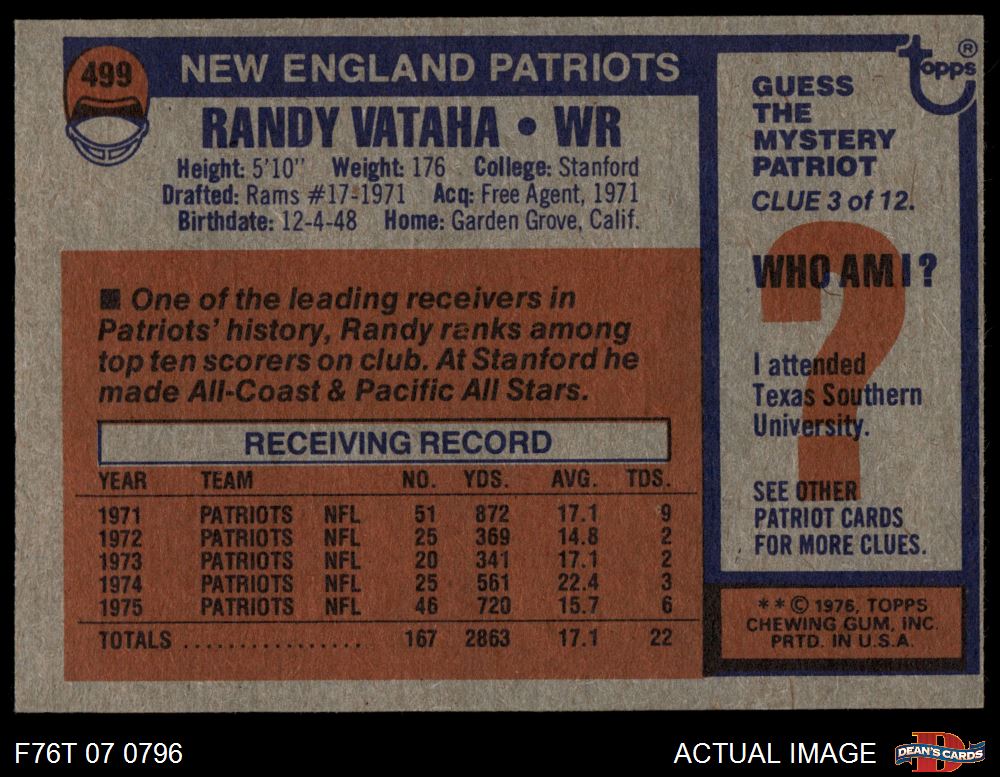 499
NEW ENGLAND PATRIOTS
RANDY VATAHA • WR
Height: 5'10" Weight: 176 College: Stanford
Drafted: Rams #17-1971 Acq: Free Agent, 1971
Birthdate: 12-4-48 Home: Garden Grove, Calif.
■ One of the leading receivers in
Patriots' history, Randy ranks among
top ten scorers on club. At Stanford he
made All-Coast & Pacific All Stars.
RECEIVING RECORD
YEAR TEAM NO. YDS. AVG. TDS.
1971 PATRIOTS NFL 51 872 17.1 9
1972 PATRIOTS NFL 25 369 14.8 2
1973 PATRIOTS NFL 20 341 17.1 2
1974 PATRIOTS NFL 25 561 22.4 3
1975 PATRIOTS NFL 46 720 15.7 6
TOTALS ................. 167 2863 17.1 22
Topps ®
GUESS
THE
MYSTERY
PATRIOT
CLUE 3 of 12.
?
WHO AM I?
I attended
Texas Southern
University.
SEE OTHER
PATRIOT CARDS
FOR MORE CLUES.
** © 1976, TOPPS
CHEWING GUM, INC.
PRTD. IN U.S.A.
F76T 07 0796
ACTUAL IMAGE
D
DEAN'S CARDS